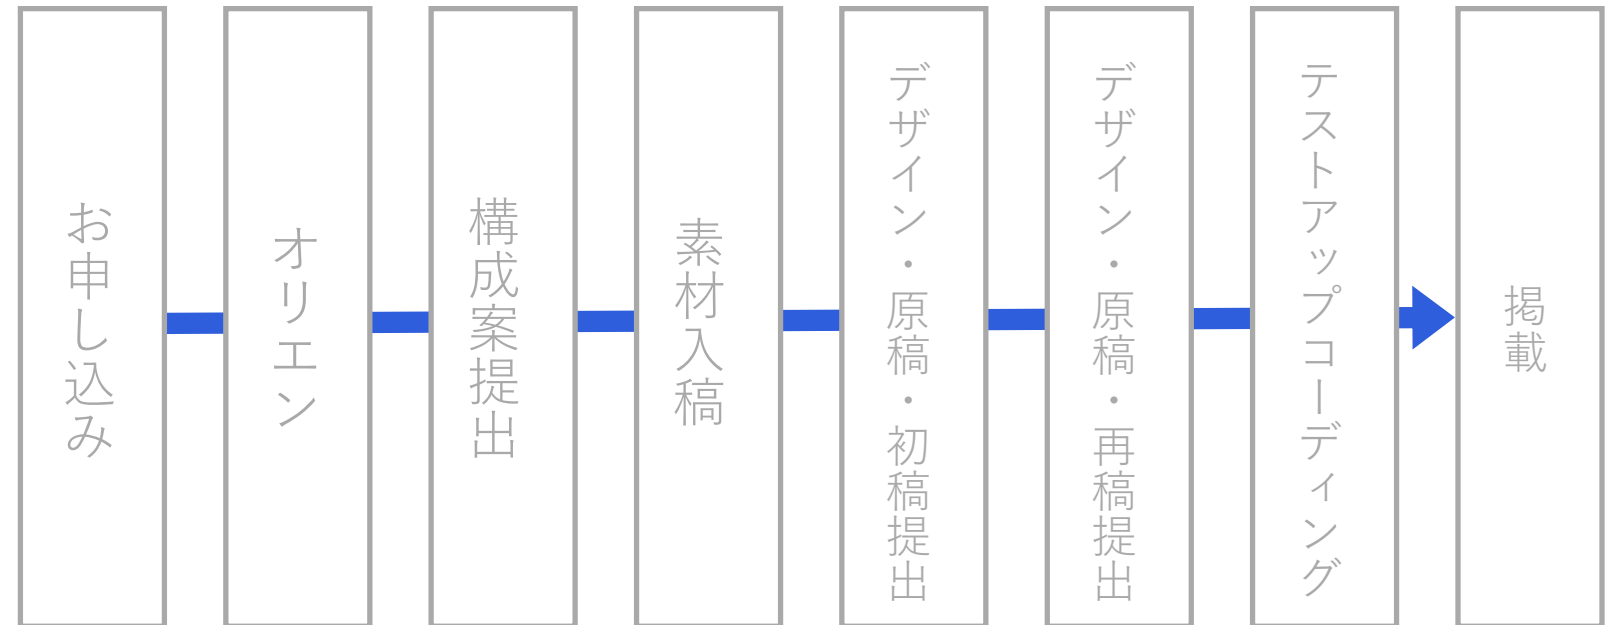 お申し込み
オリエン
構成案提出
素材入稿
デザイン・原稿・初稿提出
デザイン・原稿・再稿提出
テストアップコーディング
掲載